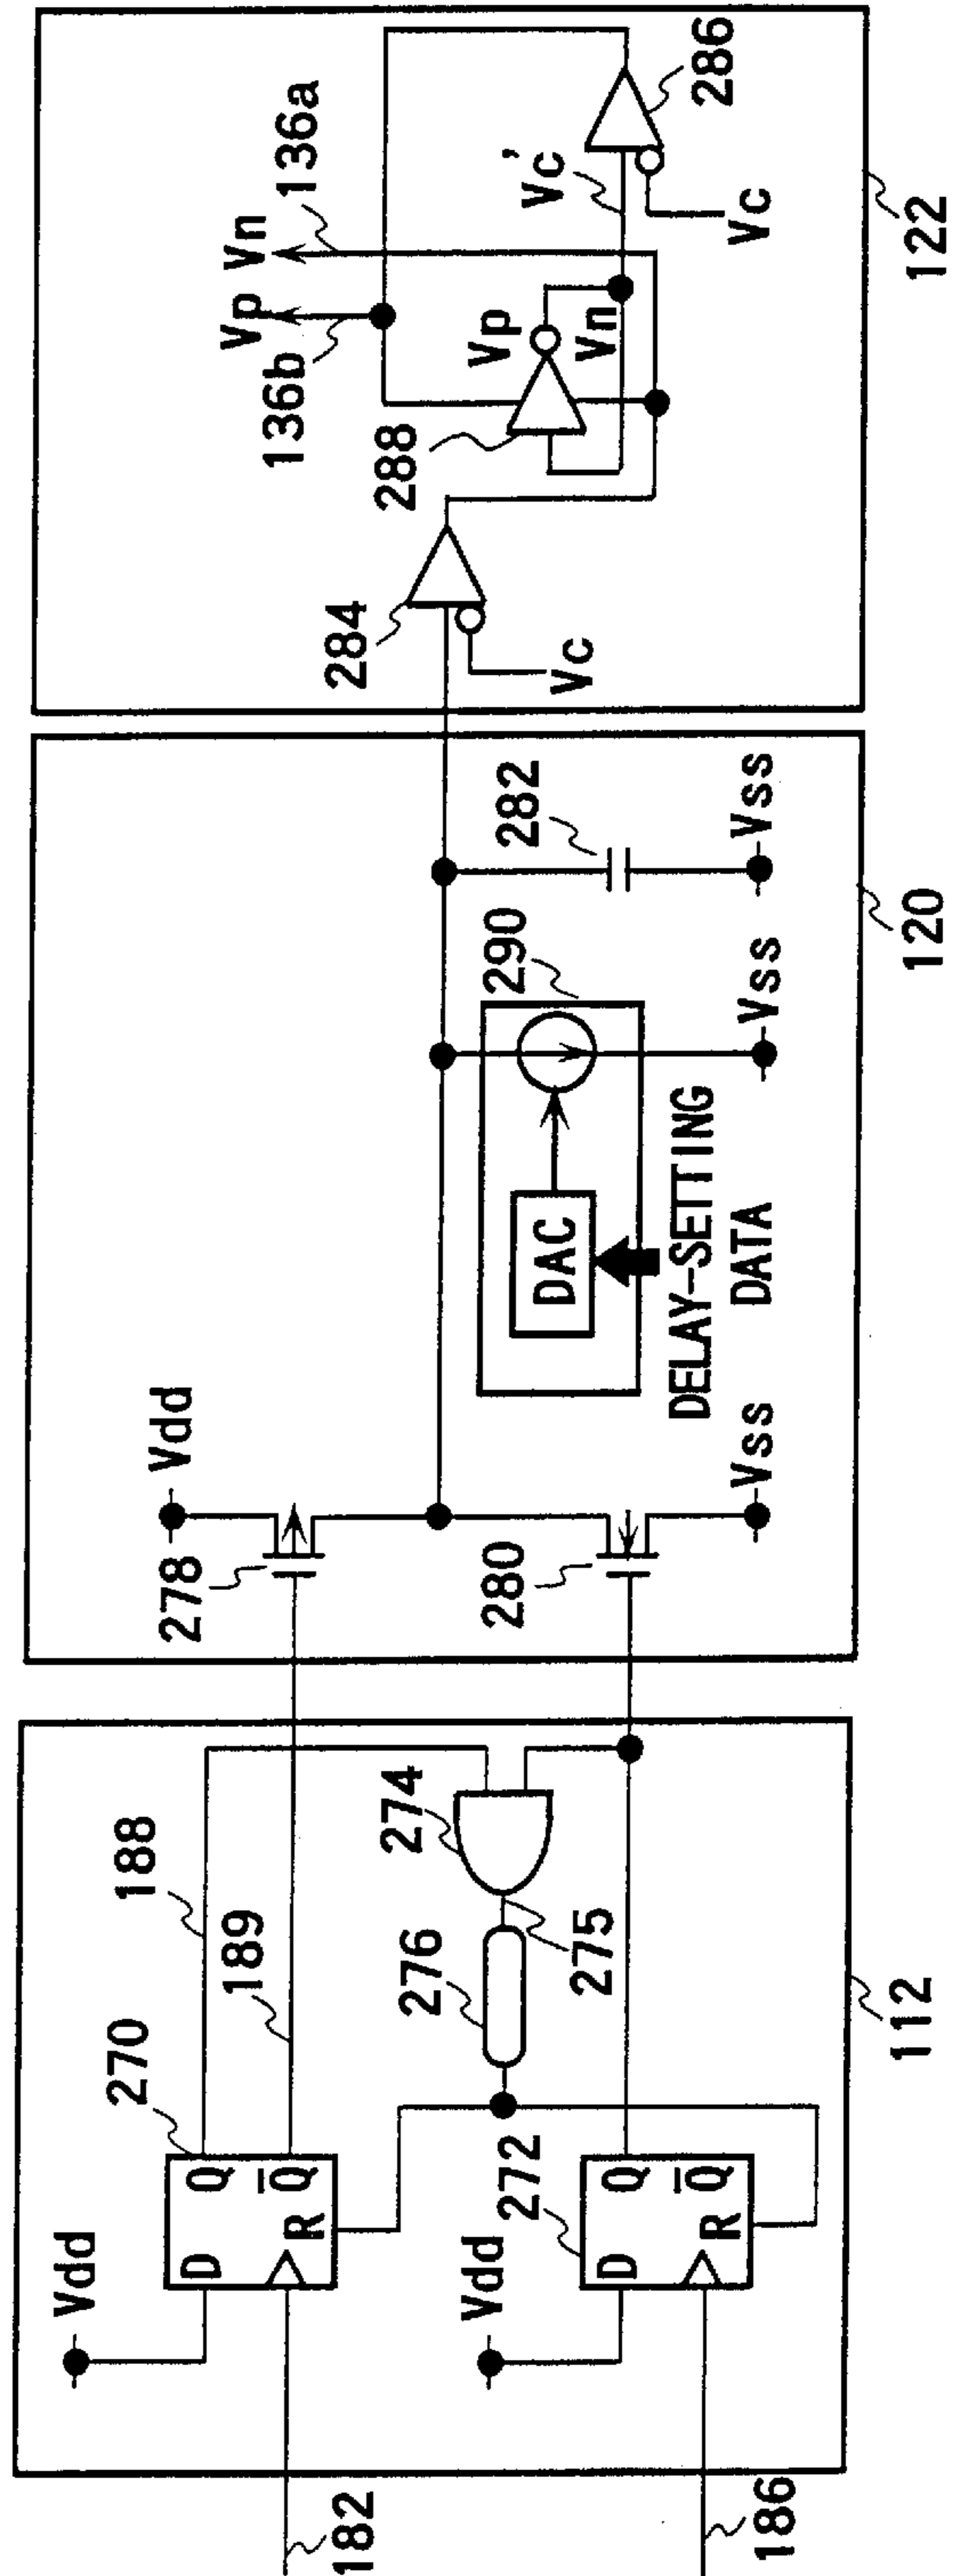 182
186
112
Vdd
D
Q
Q̅
R
270
188
189
Vdd
D
Q
Q̅
R
272
276
274
275
120
278
Vdd
280
Vss
DAC
DELAY-SETTING
DATA
290
Vss
282
Vss
122
284
Vc
288
136b
Vp
Vn
136a
Vp
Vn
Vc'
286
Vc